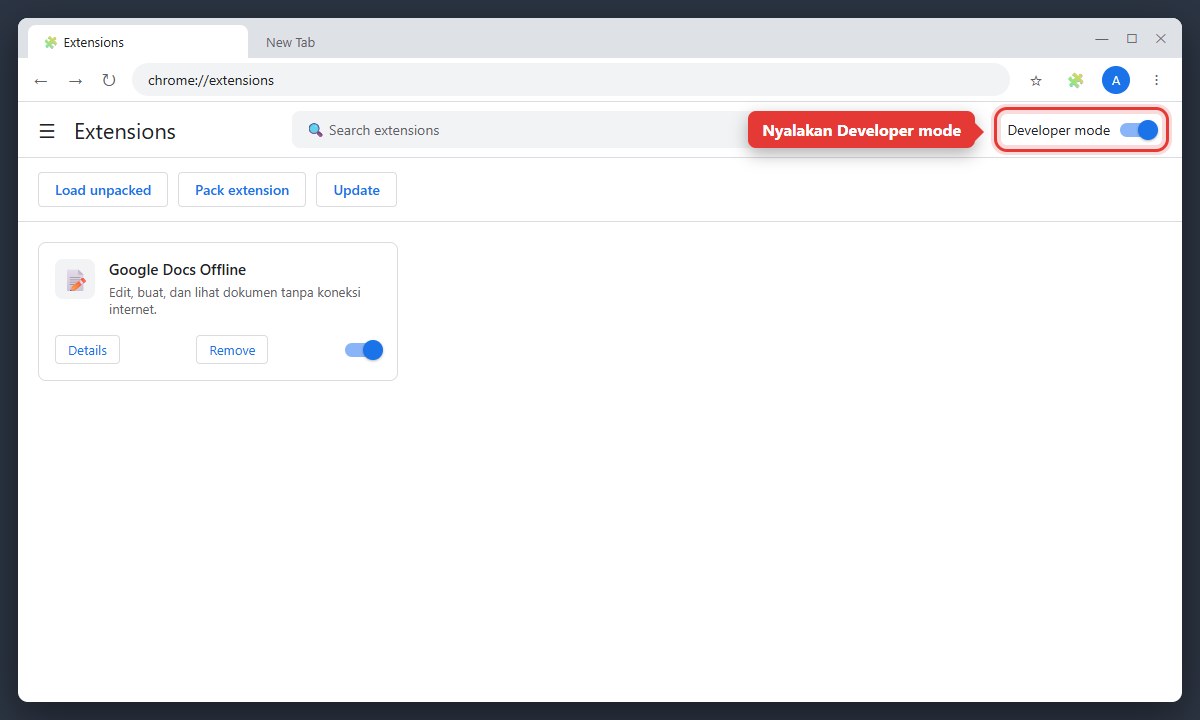 Extensions
New Tab
chrome://extensions
A
Extensions
Search extensions
Nyalakan Developer mode
Developer mode
Load unpacked
Pack extension
Update
Google Docs Offline
Edit, buat, dan lihat dokumen tanpa koneksi
internet.
Details
Remove